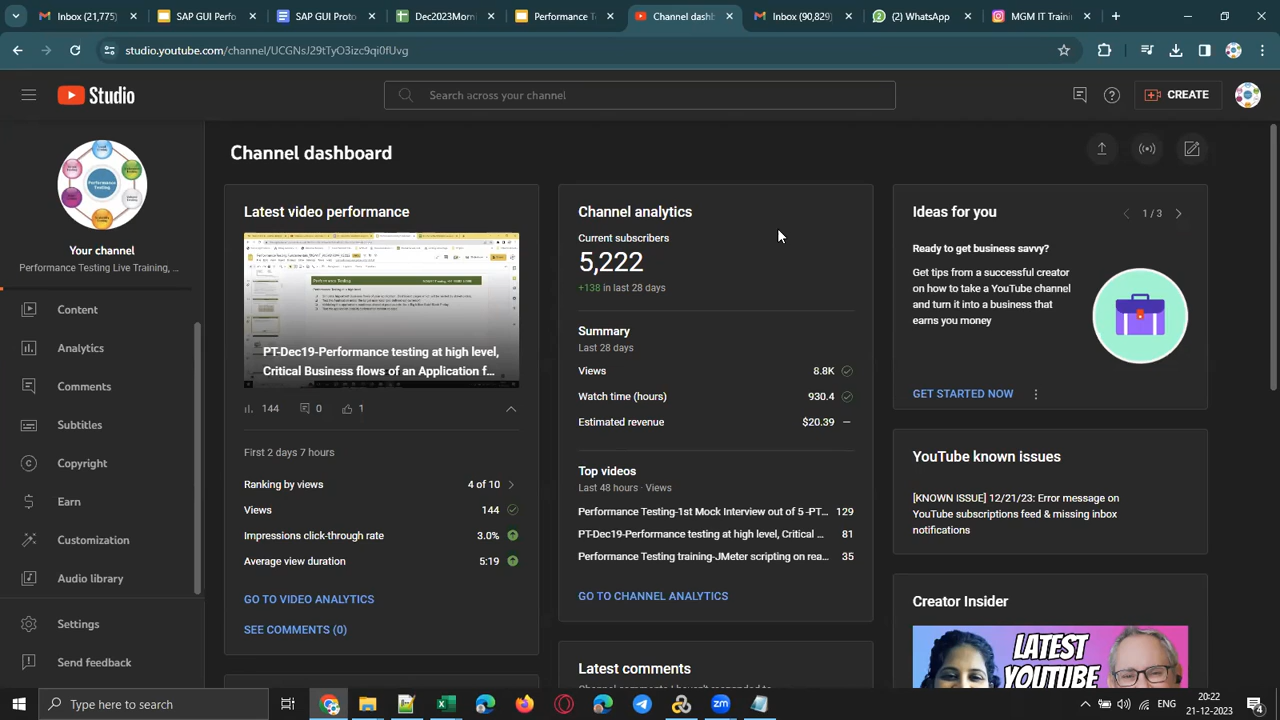 Inbox (21,775)
SAP GUI Perfo
SAP GUI Proto
Dec2023Morn
Performance T
Channel dashb
Inbox (90,829)
(2) WhatsApp
MGM IT Traini
studio.youtube.com/channel/UCGNsJ29tTyO3izc9qi0fUvg
Studio
Search across your channel
CREATE
Your channel
Performance Testing Live Training, ...
Content
Analytics
Comments
Subtitles
Copyright
Earn
Customization
Audio library
Settings
Send feedback
Channel dashboard
Latest video performance
PT-Dec19-Performance testing at high level,
Critical Business flows of an Application f...
144 0 1
First 2 days 7 hours
Ranking by views 4 of 10
Views 144
Impressions click-through rate 3.0%
Average view duration 5:19
GO TO VIDEO ANALYTICS
SEE COMMENTS (0)
Channel analytics
Current subscribers
5,222
+138 in last 28 days
Summary
Last 28 days
Views 8.8K
Watch time (hours) 930.4
Estimated revenue $20.39 —
Top videos
Last 48 hours · Views
Performance Testing-1st Mock Interview out of 5 -PT... 129
PT-Dec19-Performance testing at high level, Critical ... 81
Performance Testing training-JMeter scripting on rea... 35
GO TO CHANNEL ANALYTICS
Latest comments
Ideas for you
1 / 3
Ready to get business savvy?
Get tips from a successful creator
on how to take a YouTube channel
and turn it into a business that
earns you money
GET STARTED NOW
YouTube known issues
[KNOWN ISSUE] 12/21/23: Error message on
YouTube subscriptions feed & missing inbox
notifications
Creator Insider
LATEST
YOUTUBE
Type here to search
ENG
20:22
21-12-2023
4